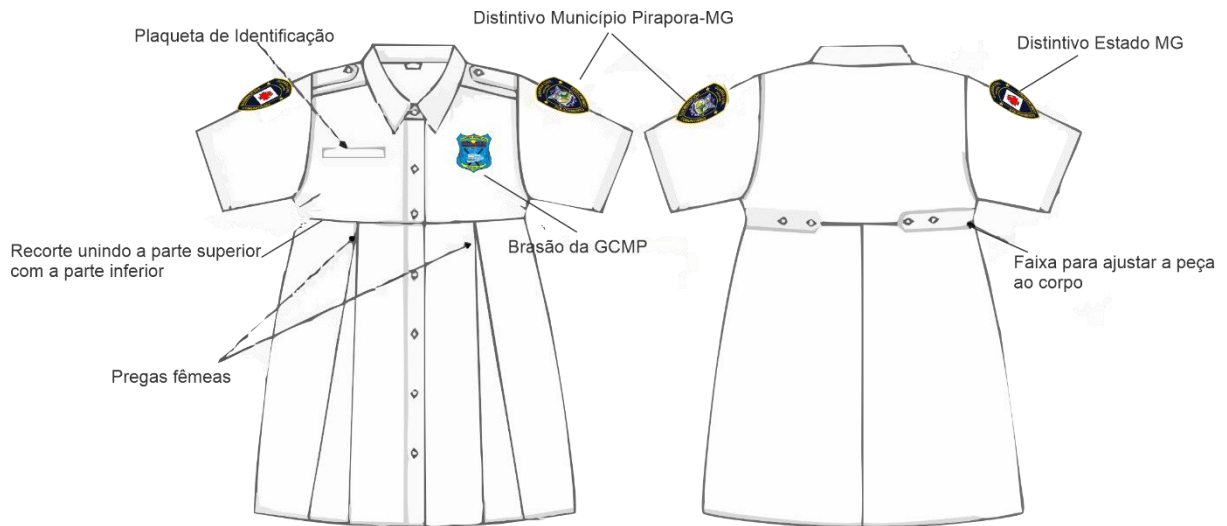 Distintivo Município Pirapora-MG
Plaqueta de Identificação
Distintivo Estado MG
Recorte unindo a parte superior
com a parte inferior
Brasão da GCMP
Faixa para ajustar a peça
ao corpo
Pregas fêmeas